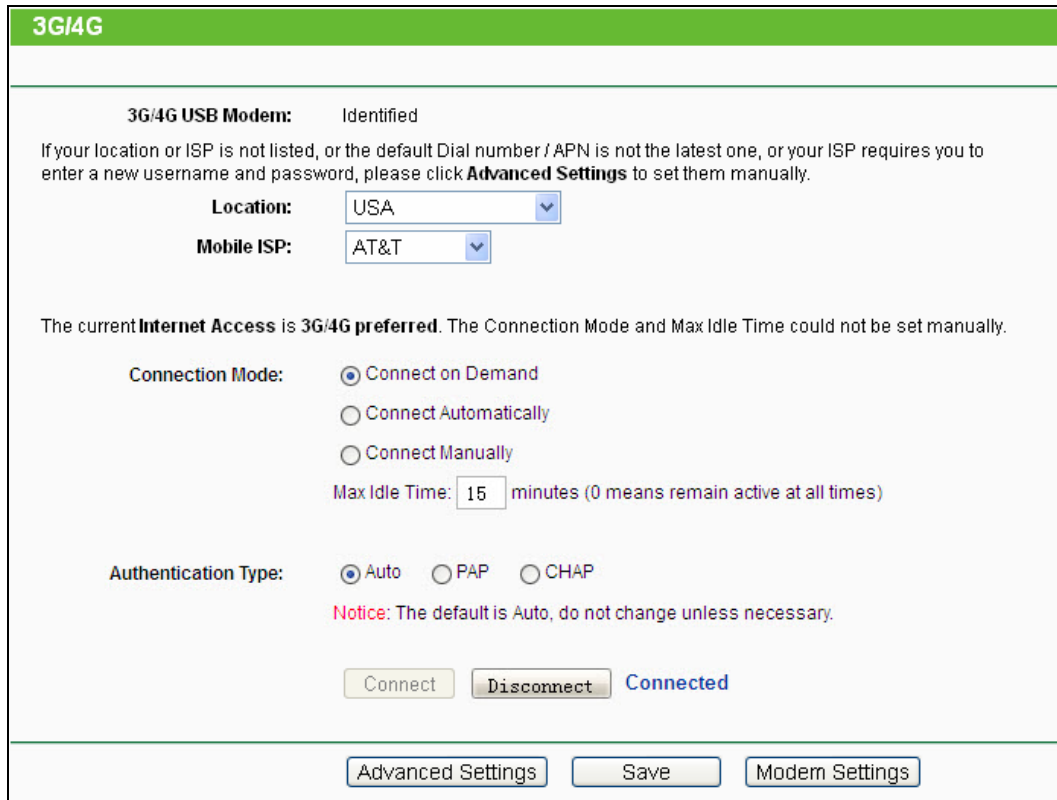 3G/4G
3G/4G USB Modem: Identified
If your location or ISP is not listed, or the default Dial number / APN is not the latest one, or your ISP requires you to
enter a new username and password, please click Advanced Settings to set them manually.
Location: USA
Mobile ISP: AT&T
The current Internet Access is 3G/4G preferred. The Connection Mode and Max Idle Time could not be set manually.
Connection Mode: Connect on Demand
Connect Automatically
Connect Manually
Max Idle Time: 15 minutes (0 means remain active at all times)
Authentication Type: Auto PAP CHAP
Notice: The default is Auto, do not change unless necessary.
Connect Disconnect Connected
Advanced Settings Save Modem Settings